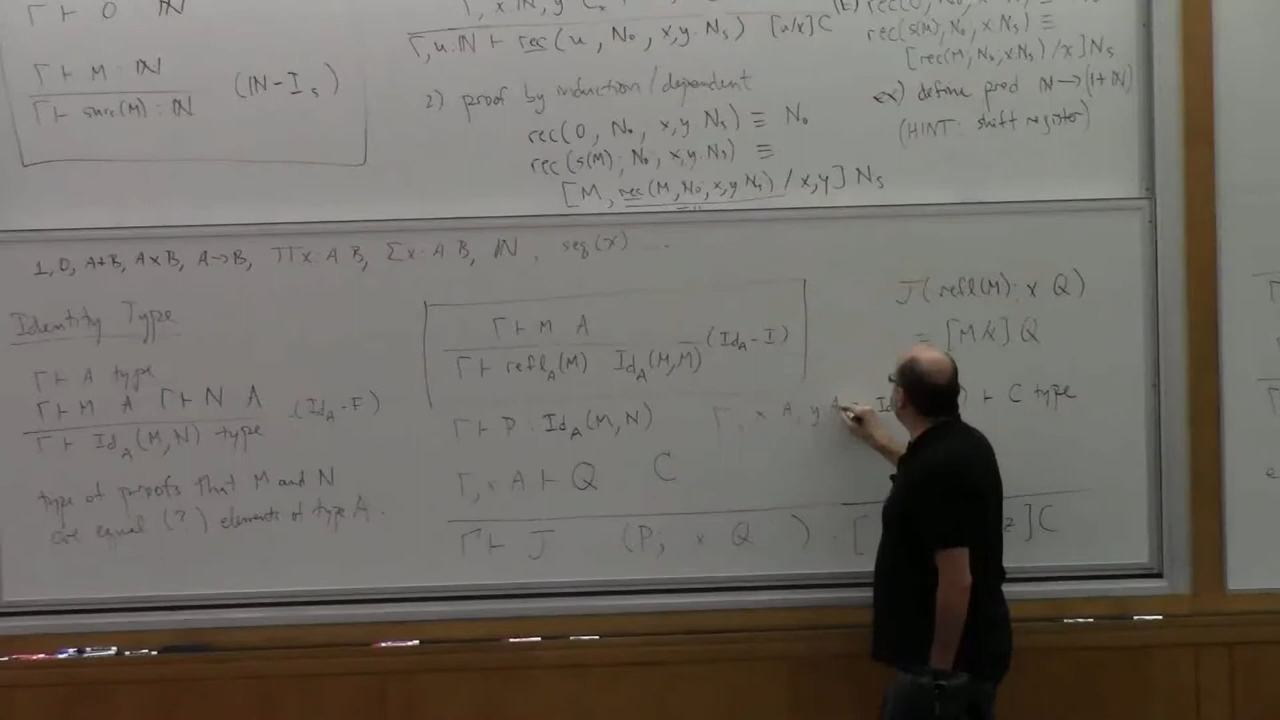 Γ ⊢ 0 ℕ
Γ ⊢ M : ℕ
Γ ⊢ succ(M) : ℕ
(ℕ-I_s)
Γ, u:ℕ ⊢ rec(u, N₀, x,y.N_s) [u/x]C
2) proof by induction/dependent
rec(0, N₀, x,y N_s) ≡ N₀
rec(s(M); N₀, x,y.N_s) ≡
[M, rec(M,N₀,x,y N_s) / x,y] N_s
rec(s(M), N₀, x.N_s) ≡
[rec(M, N₀; x.N_s)/x] N_s
ex) define pred ℕ → (1+ℕ)
(HINT: shift register)
1, 0, A+B, A×B, A→B, Πx:A B, Σx:A B, ℕ, seq(x) ...
Identity Type
Γ ⊢ A type
Γ ⊢ M A Γ ⊢ N A
Γ ⊢ Id_A(M,N) type
(Id_A-F)
type of proofs that M and N
are equal (?) elements of type A.
Γ ⊢ M A
Γ ⊢ refl_A(M) Id_A(M,M)
(Id_A-I)
Γ ⊢ P : Id_A(M,N)
Γ, x A, y A
⊢ C type
Γ, x A ⊢ Q C
Γ ⊢ J (P; x Q ) : [
z]C
J(refl(M); x Q)
= [M/x]Q